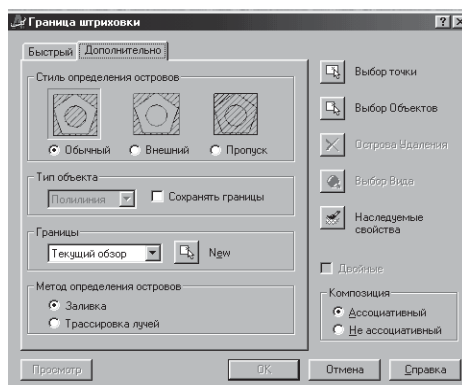 Граница штриховки
Быстрый Дополнительно
Стиль определения островов
Обычный Внешний Пропуск
Тип объекта
Полилиния Сохранять границы
Границы
Текущий обзор New
Метод определения островов
Заливка
Трассировка лучей
Выбор точки
Выбор Объектов
Острова Удаления
Выбор Вида
Наследуемые
свойства
Двойные
Композиция
Ассоциативный
Не ассоциативный
Просмотр OK Отмена Справка